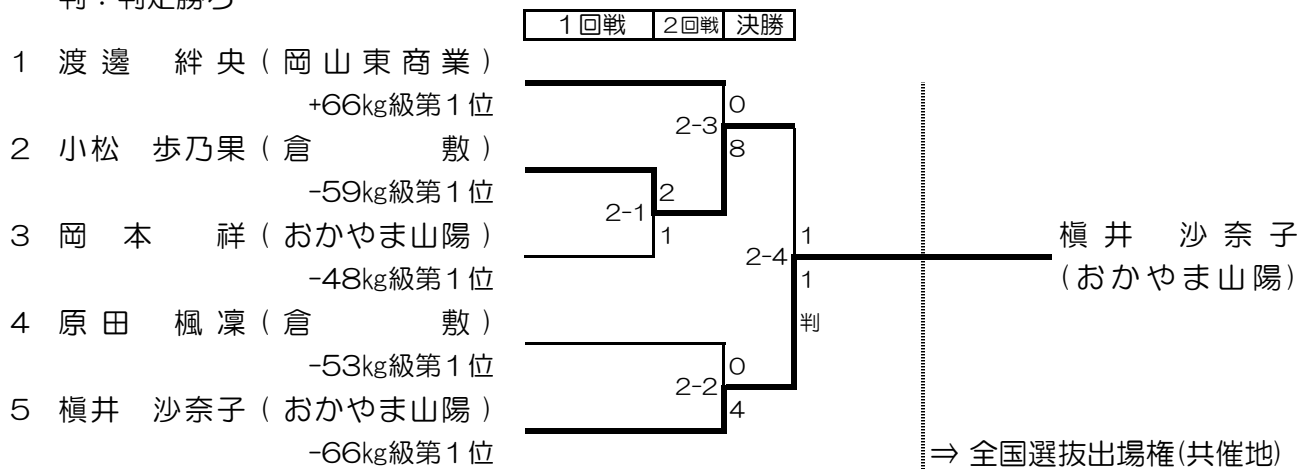 判：判定勝ち
1回戦 2回戦 決勝
1 渡邊 絆央(岡山東商業)
+66㎏級第1位
2 小松 歩乃果(倉 敷)
-59㎏級第1位
3 岡本 祥(おかやま山陽)
-48㎏級第1位
4 原田 楓凜(倉 敷)
-53㎏級第1位
5 槇井 沙奈子(おかやま山陽)
-66㎏級第1位
0
2-3
8
2
2-1
1
1
2-4
1
判
0
2-2
4
槇井 沙奈子
(おかやま山陽)
⇒ 全国選抜出場権(共催地)